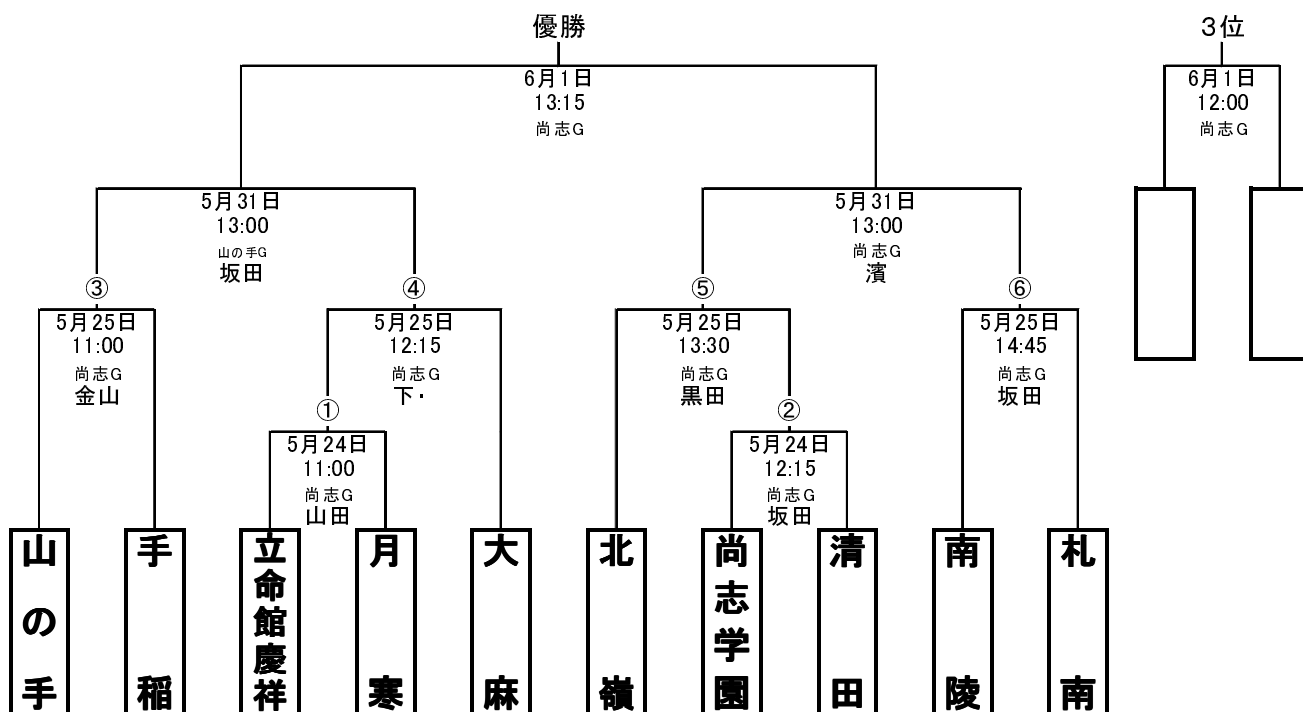 優勝
3位
6月1日
13:15
尚志G
6月1日
12:00
尚志G
5月31日
13:00
山の手G
坂田
5月31日
13:00
尚志G
濱
③
④
⑤
⑥
5月25日
11:00
尚志G
金山
5月25日
12:15
尚志G
下・
5月25日
13:30
尚志G
黒田
5月25日
14:45
尚志G
坂田
①
②
5月24日
11:00
尚志G
山田
5月24日
12:15
尚志G
坂田
山の手
手稲
立命館慶祥
月寒
大麻
北嶺
尚志学園
清田
南陵
札南